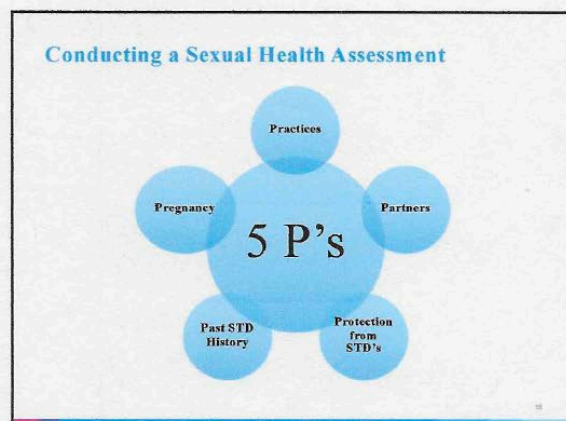 Conducting a Sexual Health Assessment
Practices
Pregnancy
Partners
5 P's
Past STD
History
Protection
from
STD's